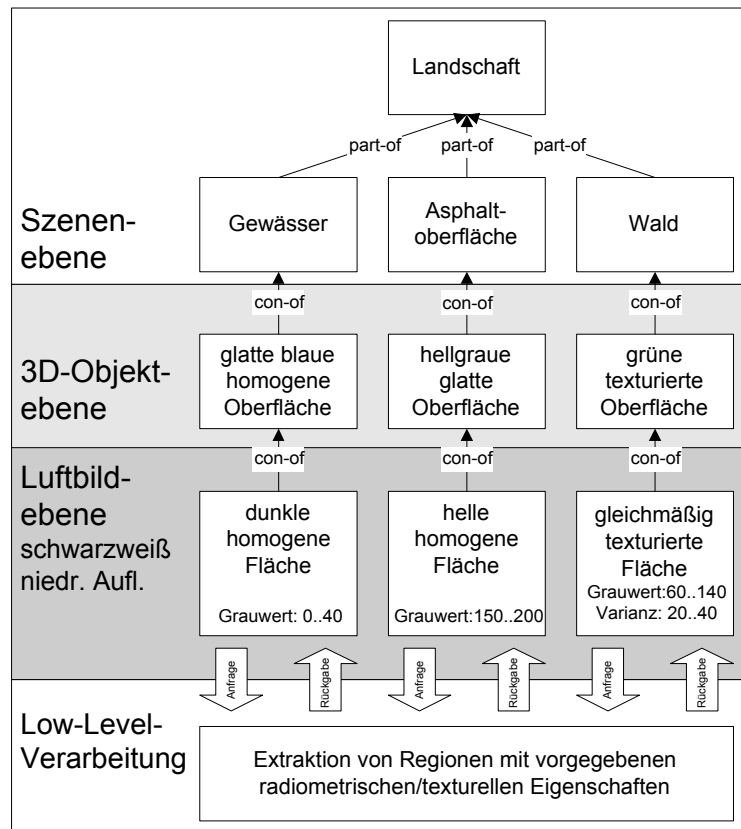 Landschaft
part-of
part-of
part-of
Szenen-
ebene
Gewässer
Asphalt-
oberfläche
Wald
con-of
con-of
con-of
3D-Objekt-
ebene
glatte blaue
homogene
Oberfläche
hellgraue
glatte
Oberfläche
grüne
texturierte
Oberfläche
con-of
con-of
con-of
Luftbild-
ebene
schwarzweiß
niedr. Aufl.
dunkle
homogene
Fläche
Grauwert: 0..40
helle
homogene
Fläche
Grauwert:150..200
gleichmäßig
texturierte
Fläche
Grauwert:60..140
Varianz: 20..40
Anfrage
Rückgabe
Anfrage
Rückgabe
Anfrage
Rückgabe
Low-Level-
Verarbeitung
Extraktion von Regionen mit vorgegebenen
radiometrischen/texturellen Eigenschaften